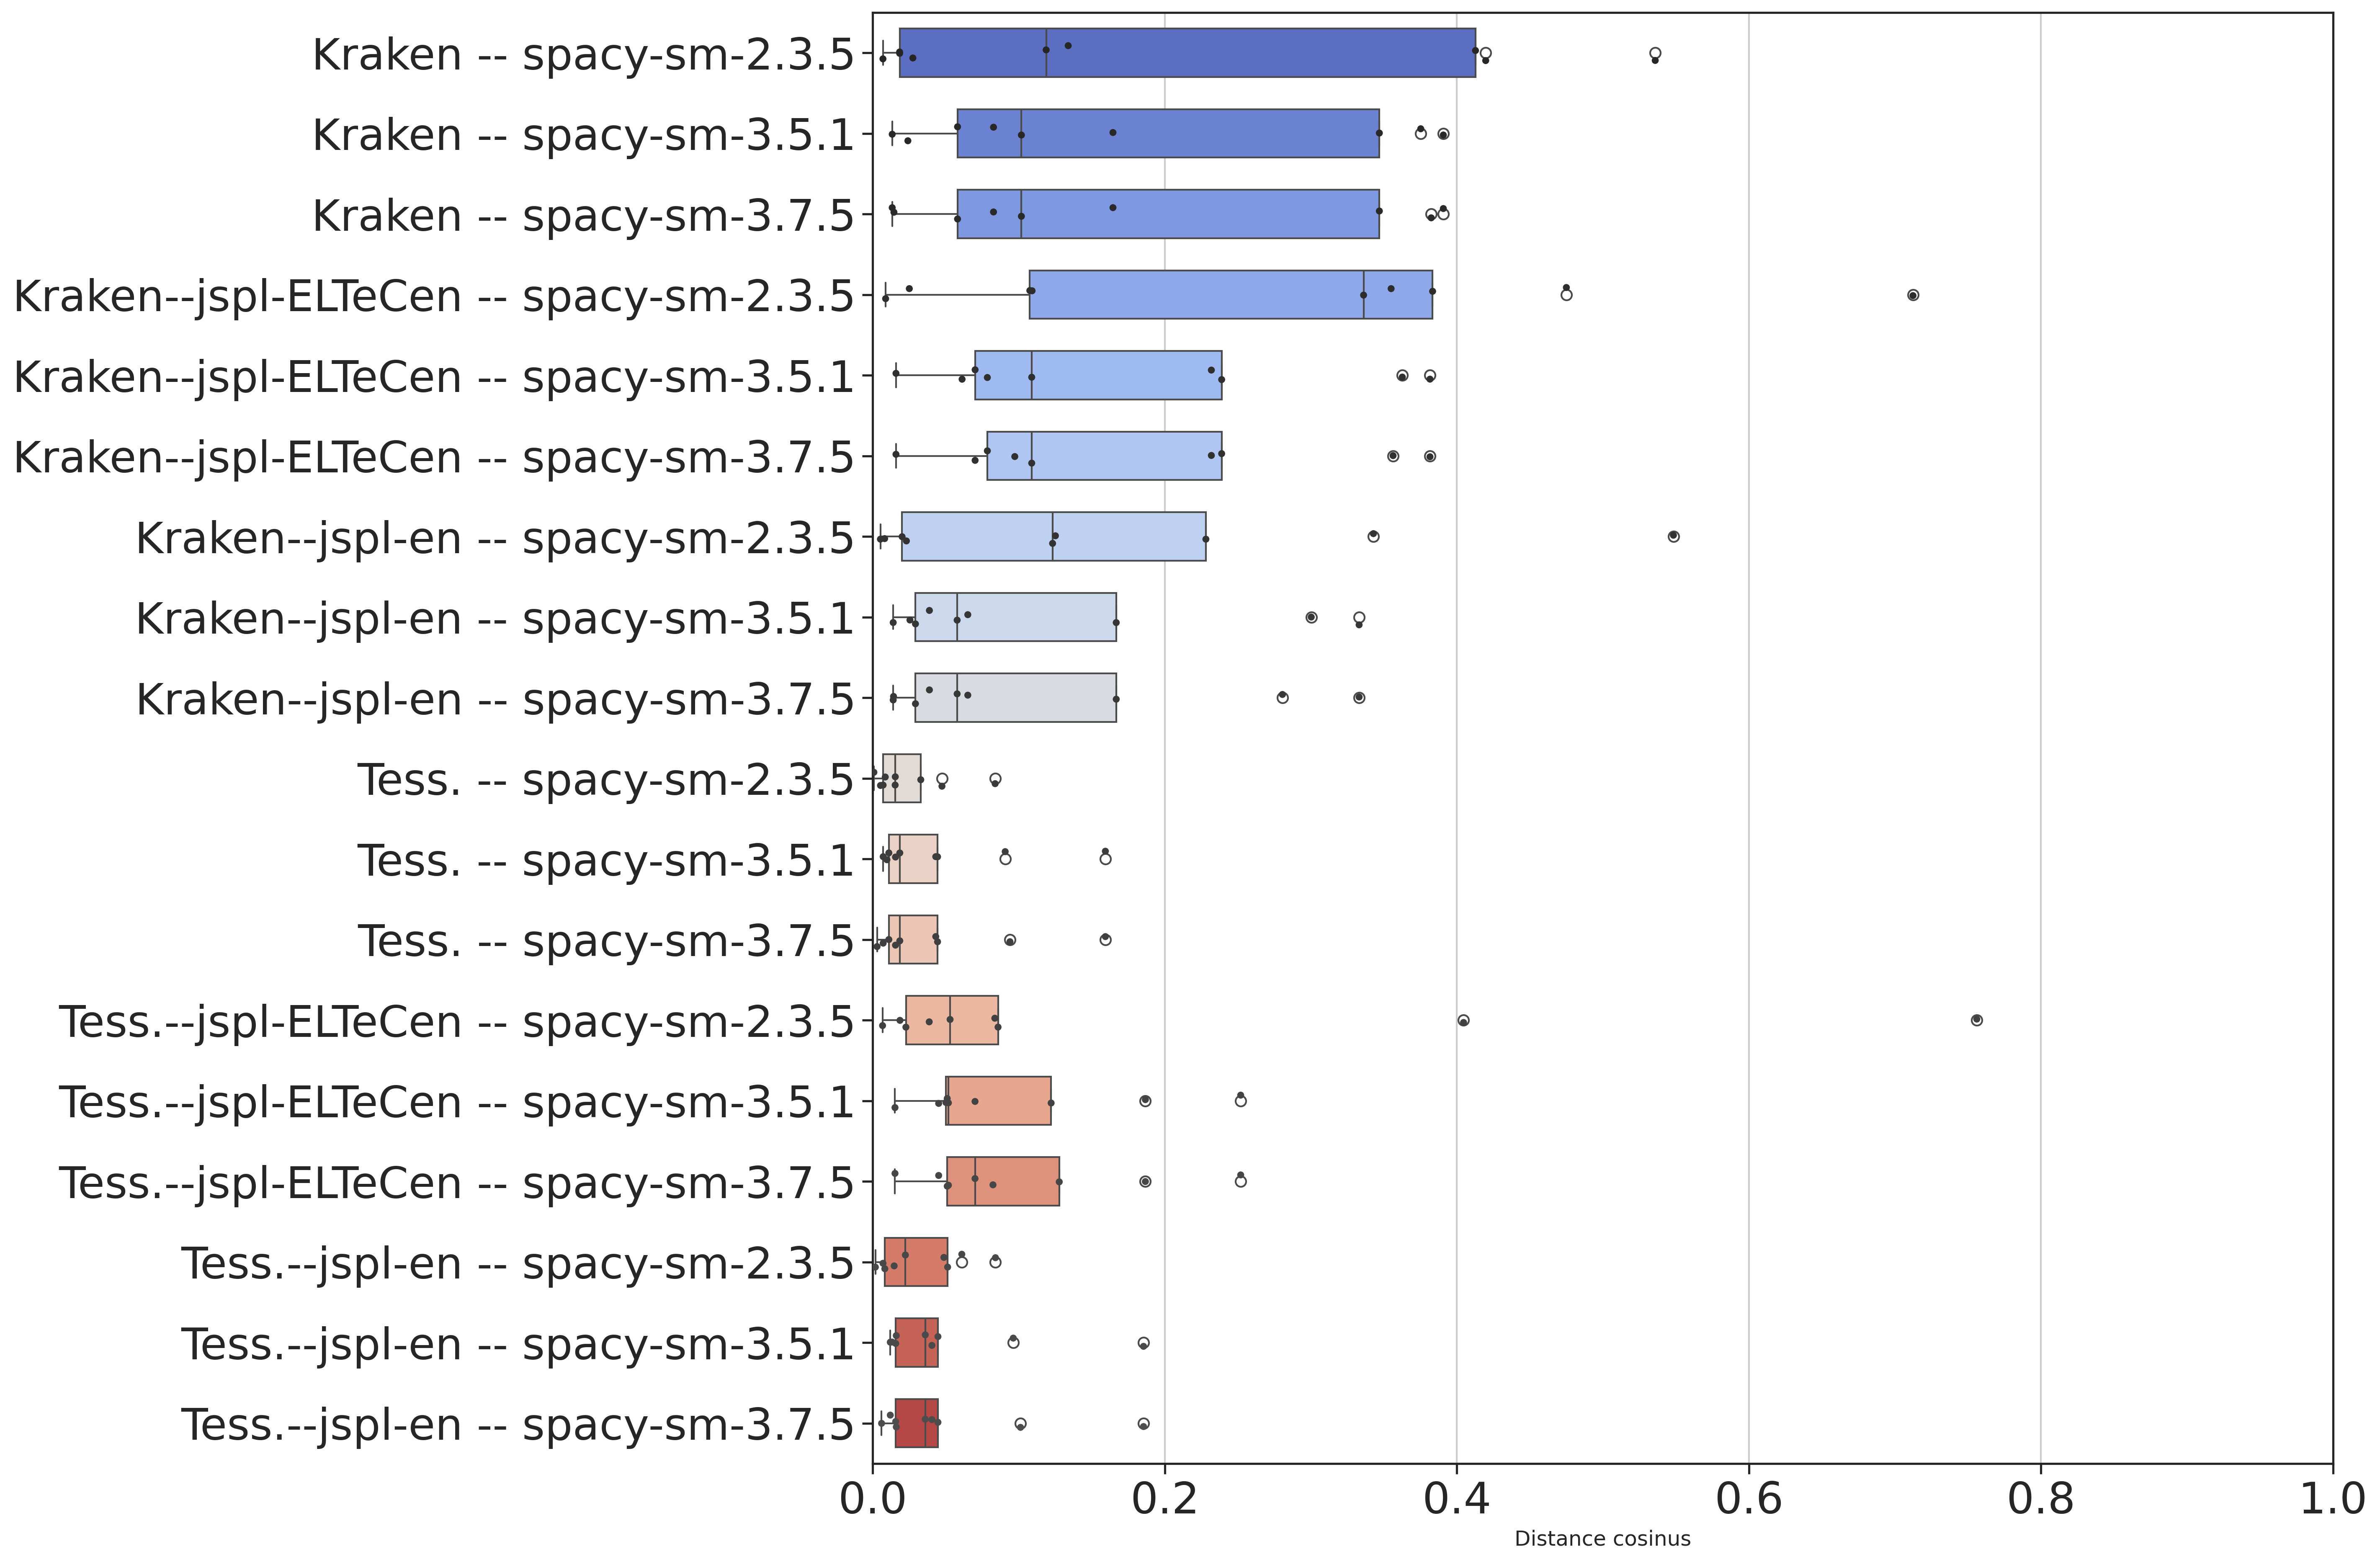 Kraken -- spacy-sm-2.3.5
Kraken -- spacy-sm-3.5.1
Kraken -- spacy-sm-3.7.5
Kraken--jspl-ELTeCen -- spacy-sm-2.3.5
Kraken--jspl-ELTeCen -- spacy-sm-3.5.1
Kraken--jspl-ELTeCen -- spacy-sm-3.7.5
Kraken--jspl-en -- spacy-sm-2.3.5
Kraken--jspl-en -- spacy-sm-3.5.1
Kraken--jspl-en -- spacy-sm-3.7.5
Tess. -- spacy-sm-2.3.5
Tess. -- spacy-sm-3.5.1
Tess. -- spacy-sm-3.7.5
Tess.--jspl-ELTeCen -- spacy-sm-2.3.5
Tess.--jspl-ELTeCen -- spacy-sm-3.5.1
Tess.--jspl-ELTeCen -- spacy-sm-3.7.5
Tess.--jspl-en -- spacy-sm-2.3.5
Tess.--jspl-en -- spacy-sm-3.5.1
Tess.--jspl-en -- spacy-sm-3.7.5
0.0 0.2 0.4 0.6 0.8 1.0
Distance cosinus